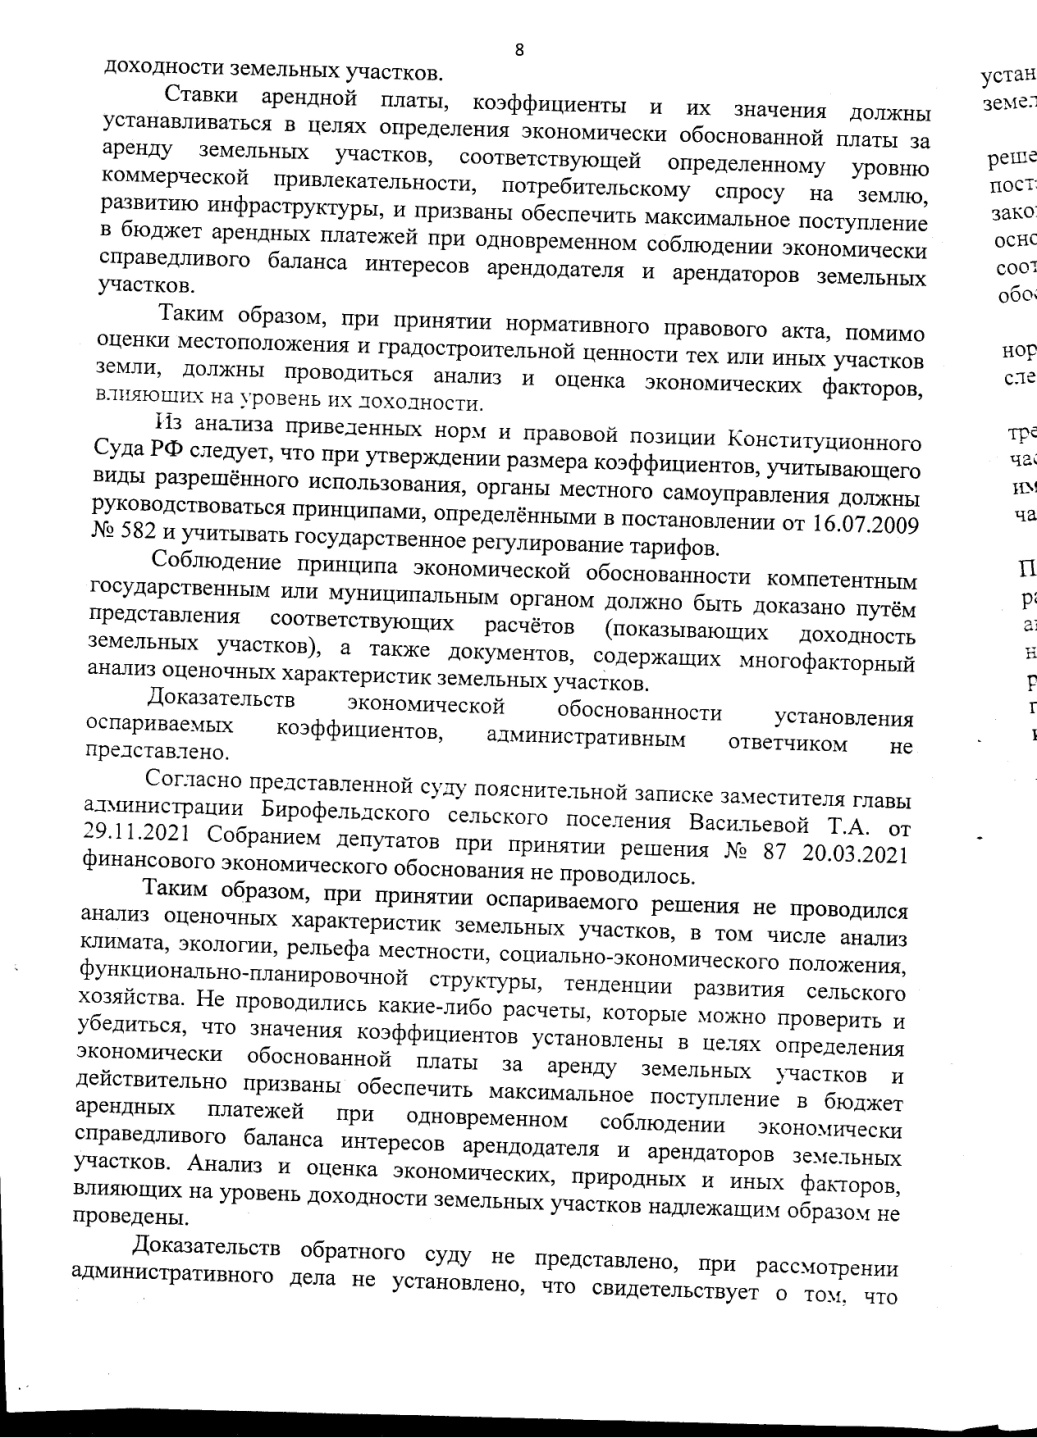 8
доходности земельных участков.
Ставки арендной платы, коэффициенты и их значения должны
устанавливаться в целях определения экономически обоснованной платы за
аренду земельных участков, соответствующей определенному уровню
коммерческой привлекательности, потребительскому спросу на землю,
развитию инфраструктуры, и призваны обеспечить максимальное поступление
в бюджет арендных платежей при одновременном соблюдении экономически
справедливого баланса интересов арендодателя и арендаторов земельных
участков.
Таким образом, при принятии нормативного правового акта, помимо
оценки местоположения и градостроительной ценности тех или иных участков
земли, должны проводиться анализ и оценка экономических факторов,
влияющих на уровень их доходности.
Из анализа приведенных норм и правовой позиции Конституционного
Суда РФ следует, что при утверждении размера коэффициентов, учитывающего
виды разрешённого использования, органы местного самоуправления должны
руководствоваться принципами, определёнными в постановлении от 16.07.2009
№ 582 и учитывать государственное регулирование тарифов.
Соблюдение принципа экономической обоснованности компетентным
государственным или муниципальным органом должно быть доказано путём
представления соответствующих расчётов (показывающих доходность
земельных участков), а также документов, содержащих многофакторный
анализ оценочных характеристик земельных участков.
Доказательств экономической обоснованности установления
оспариваемых коэффициентов, административным ответчиком не
представлено.
Согласно представленной суду пояснительной записке заместителя главы
администрации Бирофельдского сельского поселения Васильевой Т.А. от
29.11.2021 Собранием депутатов при принятии решения № 87 20.03.2021
финансового экономического обоснования не проводилось.
Таким образом, при принятии оспариваемого решения не проводился
анализ оценочных характеристик земельных участков, в том числе анализ
климата, экологии, рельефа местности, социально-экономического положения,
функционально-планировочной структуры, тенденции развития сельского
хозяйства. Не проводились какие-либо расчеты, которые можно проверить и
убедиться, что значения коэффициентов установлены в целях определения
экономически обоснованной платы за аренду земельных участков и
действительно призваны обеспечить максимальное поступление в бюджет
арендных платежей при одновременном соблюдении экономически
справедливого баланса интересов арендодателя и арендаторов земельных
участков. Анализ и оценка экономических, природных и иных факторов,
влияющих на уровень доходности земельных участков надлежащим образом не
проведены.
Доказательств обратного суду не представлено, при рассмотрении
административного дела не установлено, что свидетельствует о том, что